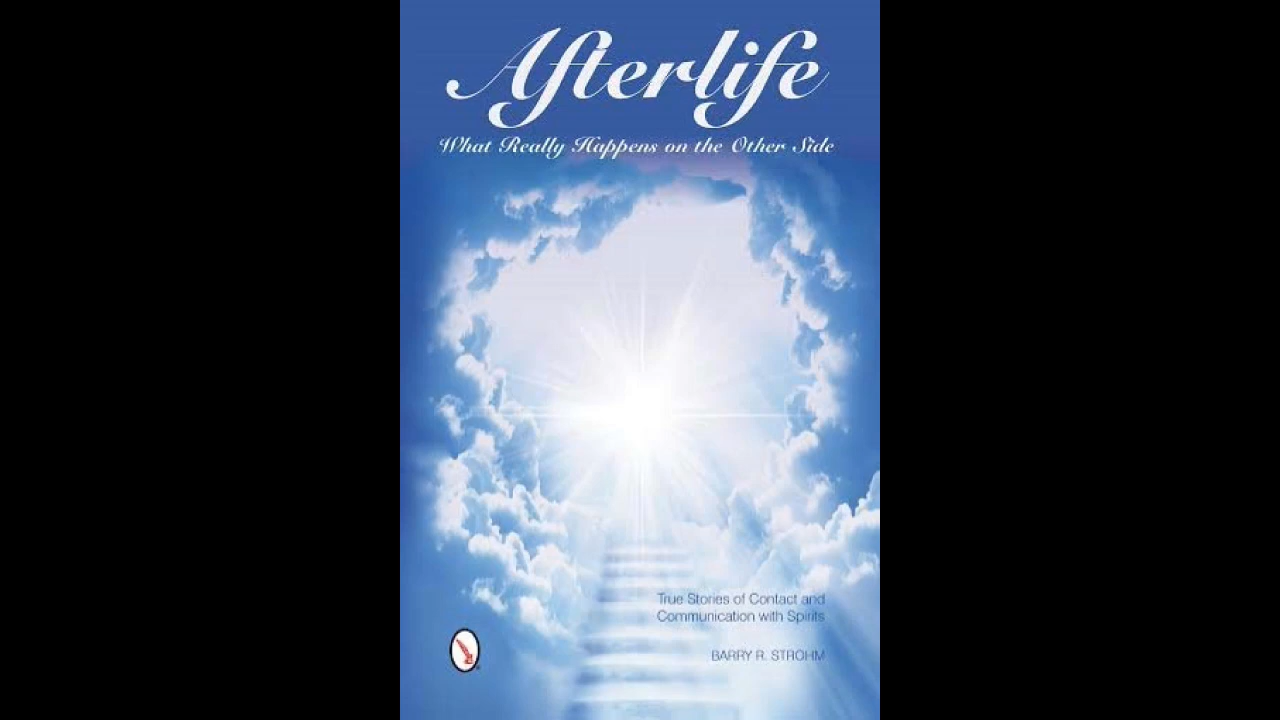 Afterlife
What Really Happens on the Other Side
True Stories of Contact and
Communication with Spirits
BARRY R. STROHM